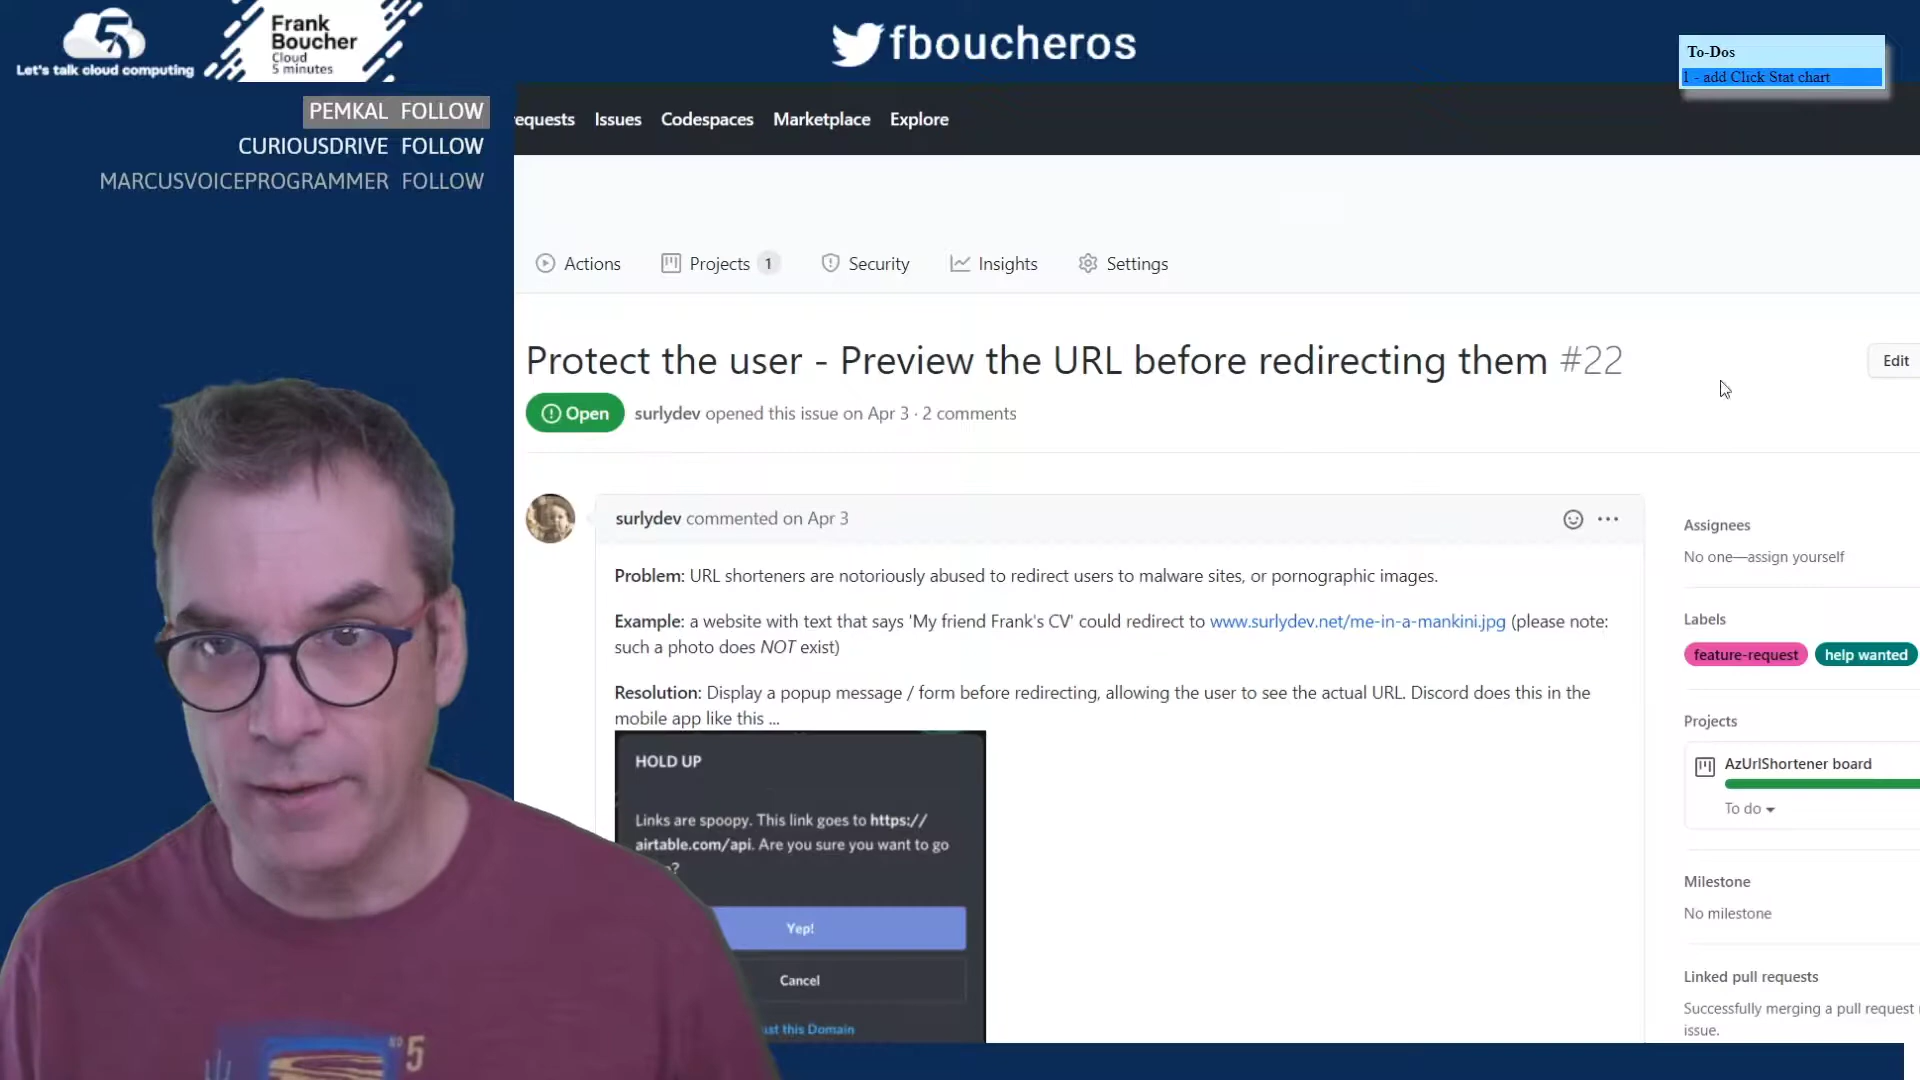 5
Let's talk cloud computing
Frank
Boucher
Cloud
5 minutes
fboucheros
To-Dos
1 - add Click Stat chart
PEMKAL FOLLOW
CURIOUSDRIVE FOLLOW
MARCUSVOICEPROGRAMMER FOLLOW
equests Issues Codespaces Marketplace Explore
Actions Projects 1 Security Insights Settings
Protect the user - Preview the URL before redirecting them #22
Edit
Open surlydev opened this issue on Apr 3 · 2 comments
surlydev commented on Apr 3
Problem: URL shorteners are notoriously abused to redirect users to malware sites, or pornographic images.
Example: a website with text that says 'My friend Frank's CV' could redirect to www.surlydev.net/me-in-a-mankini.jpg (please note:
such a photo does NOT exist)
Resolution: Display a popup message / form before redirecting, allowing the user to see the actual URL. Discord does this in the
mobile app like this ...
HOLD UP
Links are spoopy. This link goes to https://
airtable.com/api. Are you sure you want to go
?
Yep!
Cancel
ust this Domain
Assignees
No one—assign yourself
Labels
feature-request help wanted
Projects
AzUrlShortener board
To do
Milestone
No milestone
Linked pull requests
Successfully merging a pull request
issue.
Nº 5